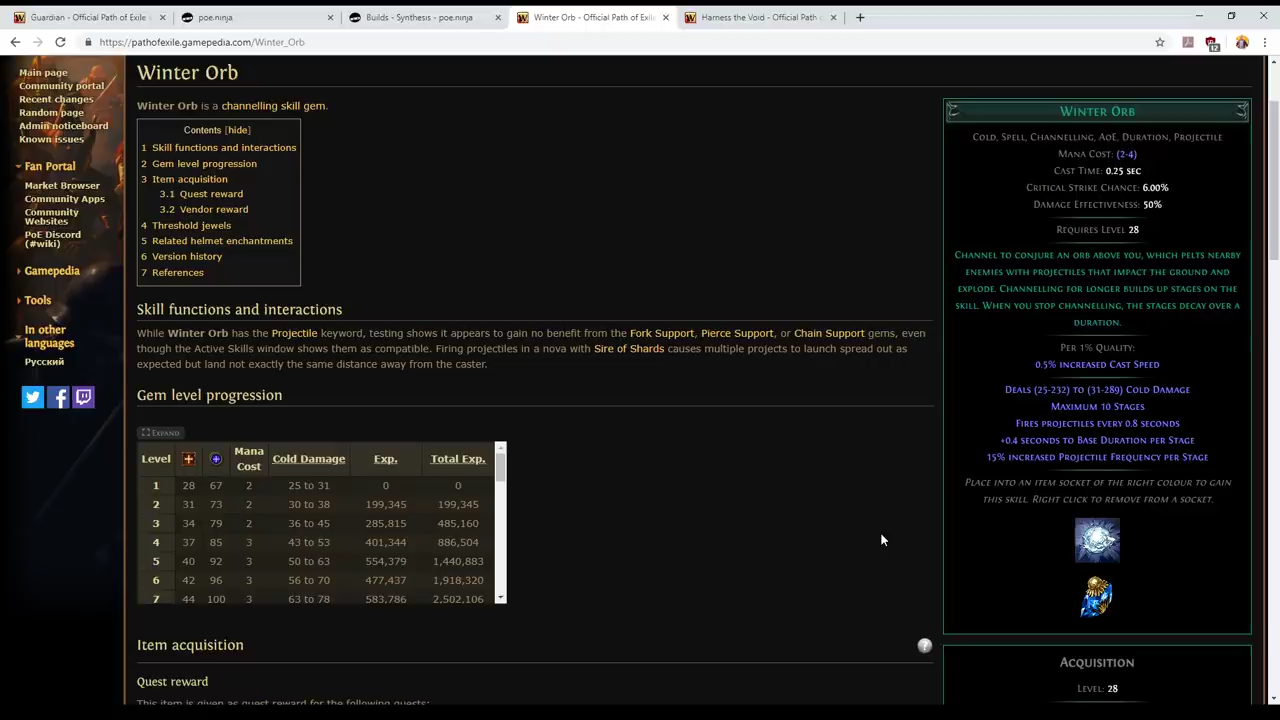 Guardian - Official Path of Exile
poe.ninja
Builds - Synthesis - poe.ninja
Winter Orb - Official Path of Exile
Harness the Void - Official Path of
https://pathofexile.gamepedia.com/Winter_Orb
12
Main page
Community portal
Recent changes
Random page
Admin noticeboard
Known issues
Fan Portal
Market Browser
Community Apps
Community
Websites
PoE Discord
(#wiki)
Gamepedia
Tools
In other
languages
Русский
Winter Orb
Winter Orb is a channelling skill gem.
Contents [hide]
1 Skill functions and interactions
2 Gem level progression
3 Item acquisition
3.1 Quest reward
3.2 Vendor reward
4 Threshold jewels
5 Related helmet enchantments
6 Version history
7 References
Skill functions and interactions
While Winter Orb has the Projectile keyword, testing shows it appears to gain no benefit from the Fork Support, Pierce Support, or Chain Support gems, even
though the Active Skills window shows them as compatible. Firing projectiles in a nova with Sire of Shards causes multiple projects to launch spread out as
expected but land not exactly the same distance away from the caster.
Gem level progression
Expand
Level Mana Cost Cold Damage Exp. Total Exp.
1 28 67 2 25 to 31 0 0
2 31 73 2 30 to 38 199,345 199,345
3 34 79 2 36 to 45 285,815 485,160
4 37 85 3 43 to 53 401,344 886,504
5 40 92 3 50 to 63 554,379 1,440,883
6 42 96 3 56 to 70 477,437 1,918,320
7 44 100 3 63 to 78 583,786 2,502,106
Item acquisition
?
Quest reward
This item is given as quest reward for the following quests:
Winter Orb
Cold, Spell, Channelling, AoE, Duration, Projectile
Mana Cost: (2-4)
Cast Time: 0.25 sec
Critical Strike Chance: 6.00%
Damage Effectiveness: 50%
Requires Level 28
Channel to conjure an orb above you, which pelts nearby
enemies with projectiles that impact the ground and
explode. Channelling for longer builds up stages on the
skill. When you stop channelling, the stages decay over a
duration.
Per 1% Quality:
0.5% increased Cast Speed
Deals (25-232) to (31-289) Cold Damage
Maximum 10 Stages
Fires projectiles every 0.8 seconds
+0.4 seconds to Base Duration per Stage
15% increased Projectile Frequency per Stage
Place into an item socket of the right colour to gain
this skill. Right click to remove from a socket.
Acquisition
Level: 28